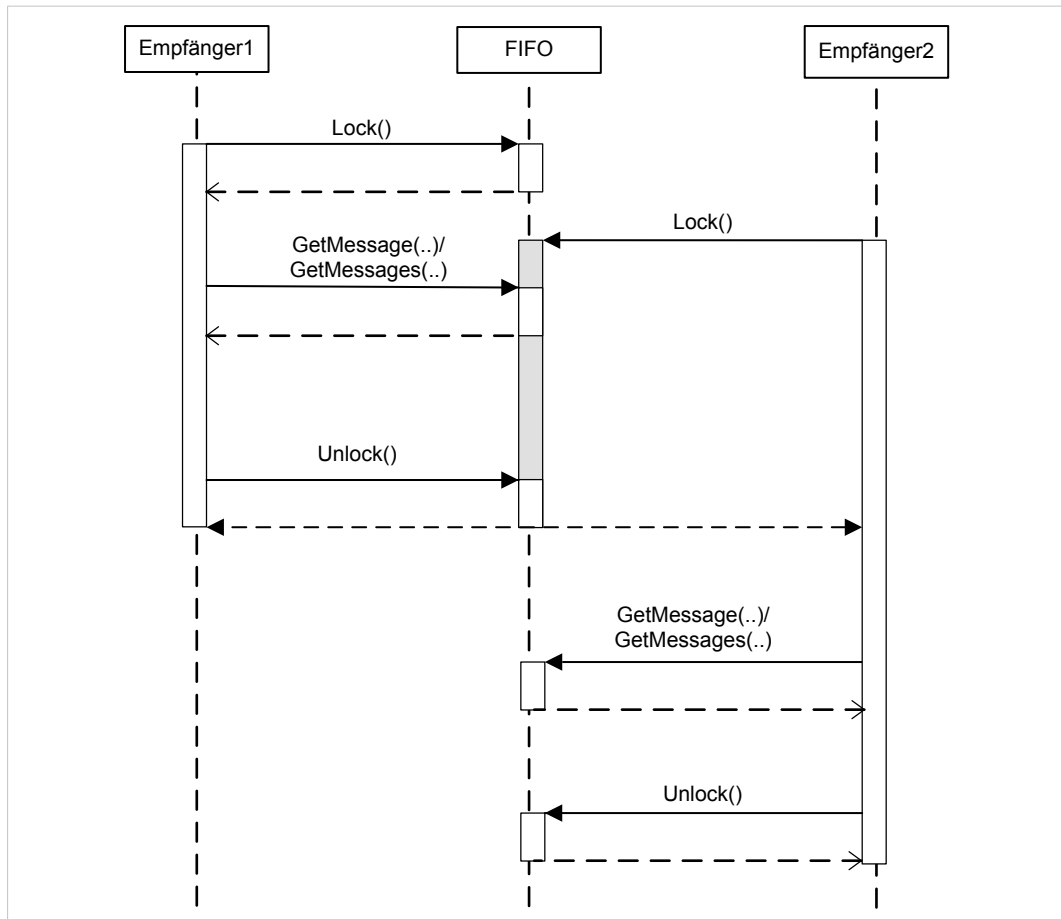 Empfänger1
FIFO
Empfänger2
Lock()
Lock()
GetMessage(..)/
GetMessages(..)
Unlock()
GetMessage(..)/
GetMessages(..)
Unlock()